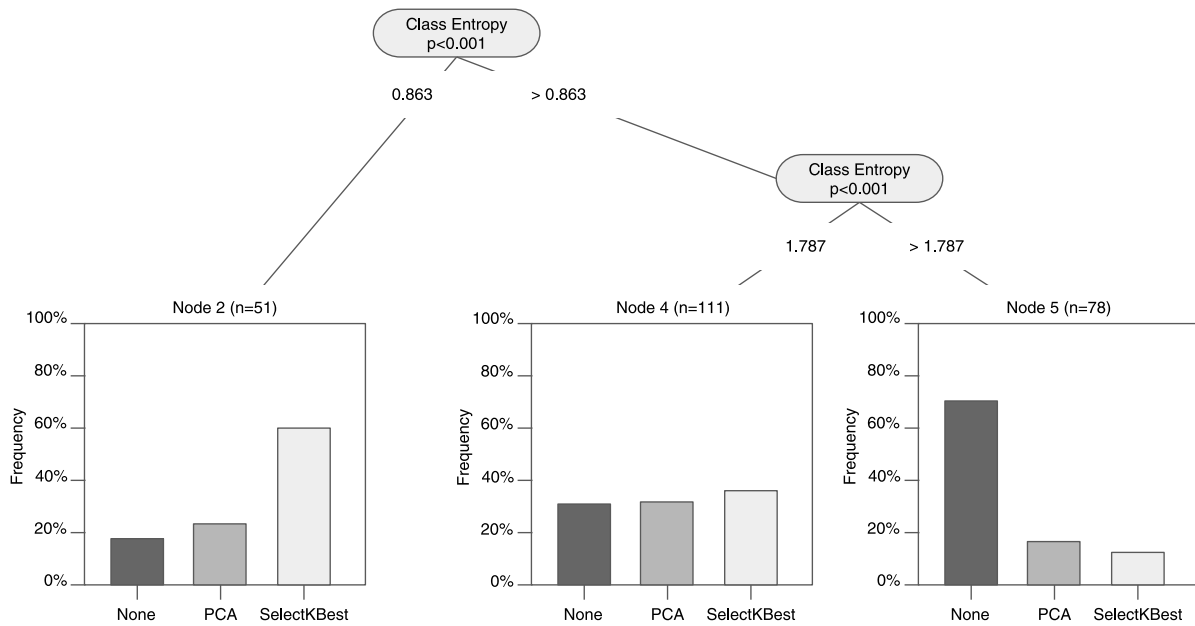 Class Entropy
p<0.001
0.863
> 0.863
Class Entropy
p<0.001
1.787
> 1.787
Node 2 (n=51)
100%
80%
60%
40%
20%
0%
Frequency
None PCA SelectKBest
Node 4 (n=111)
100%
80%
60%
40%
20%
0%
Frequency
None PCA SelectKBest
Node 5 (n=78)
100%
80%
60%
40%
20%
0%
Frequency
None PCA SelectKBest